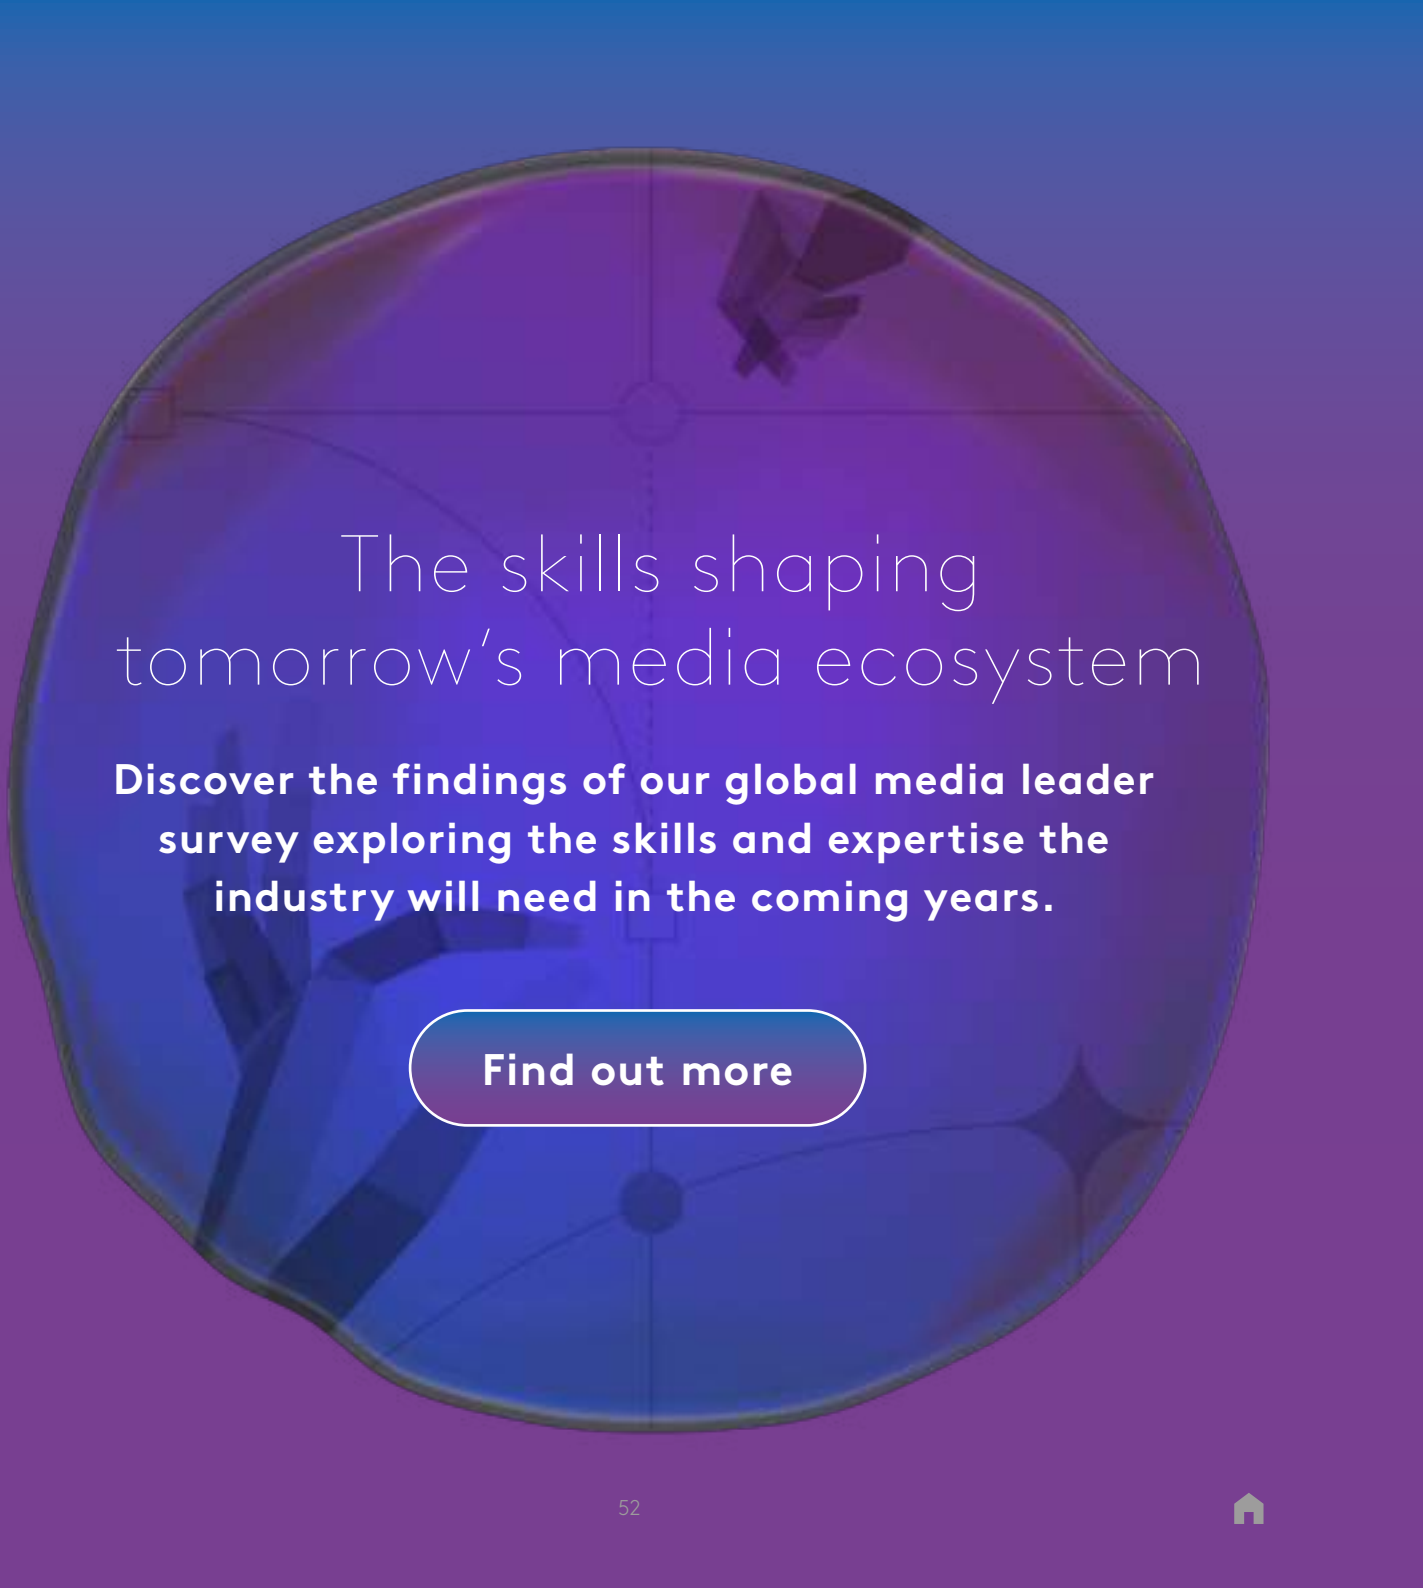 The skills shaping
tomorrow’s media ecosystem
Discover the findings of our global media leader
survey exploring the skills and expertise the
industry will need in the coming years.
Find out more
52